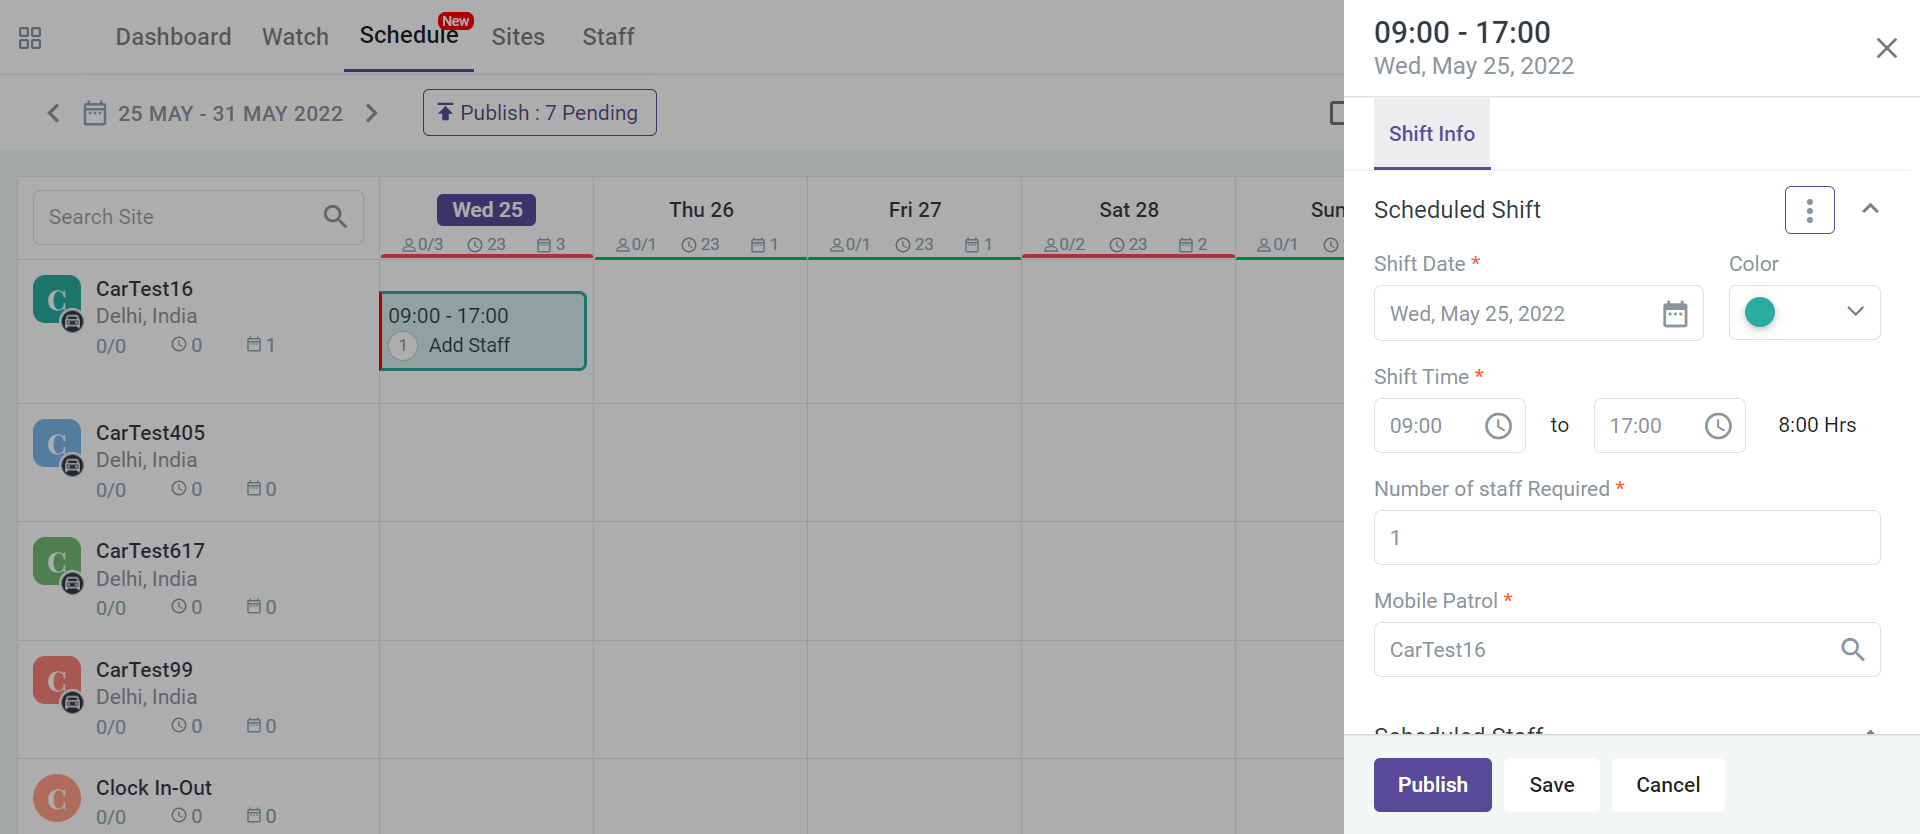 Dashboard Watch Schedule New Sites Staff
25 MAY - 31 MAY 2022 Publish : 7 Pending
Search Site
Wed 25 Thu 26 Fri 27 Sat 28 Sun
0/3 23 3 0/1 23 1 0/1 23 1 0/2 23 2 0/1
C CarTest16
Delhi, India
0/0 0 1
09:00 - 17:00
1 Add Staff
C CarTest405
Delhi, India
0/0 0 0
C CarTest617
Delhi, India
0/0 0 0
C CarTest99
Delhi, India
0/0 0 0
C Clock In-Out
0/0 0 0
09:00 - 17:00
Wed, May 25, 2022
Shift Info
Scheduled Shift
Shift Date * Color
Wed, May 25, 2022
Shift Time *
09:00 to 17:00 8:00 Hrs
Number of staff Required *
1
Mobile Patrol *
CarTest16
Scheduled Staff
Publish Save Cancel